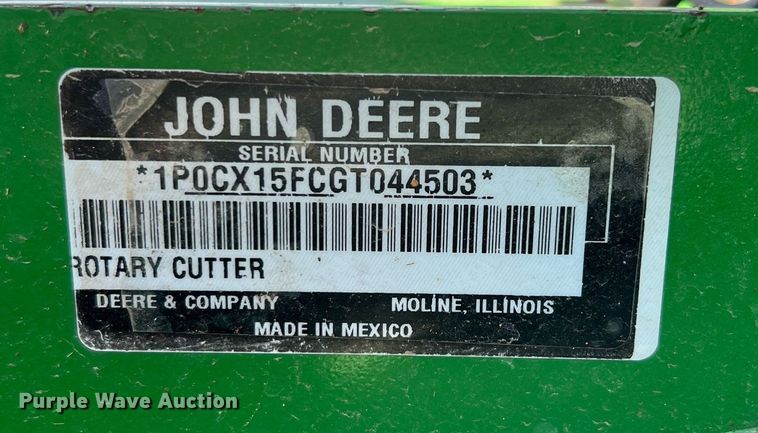 JOHN DEERE
SERIAL NUMBER
*1P0CX15FCGT044503*
ROTARY CUTTER
DEERE & COMPANY MOLINE, ILLINOIS
MADE IN MEXICO
Purple Wave Auction